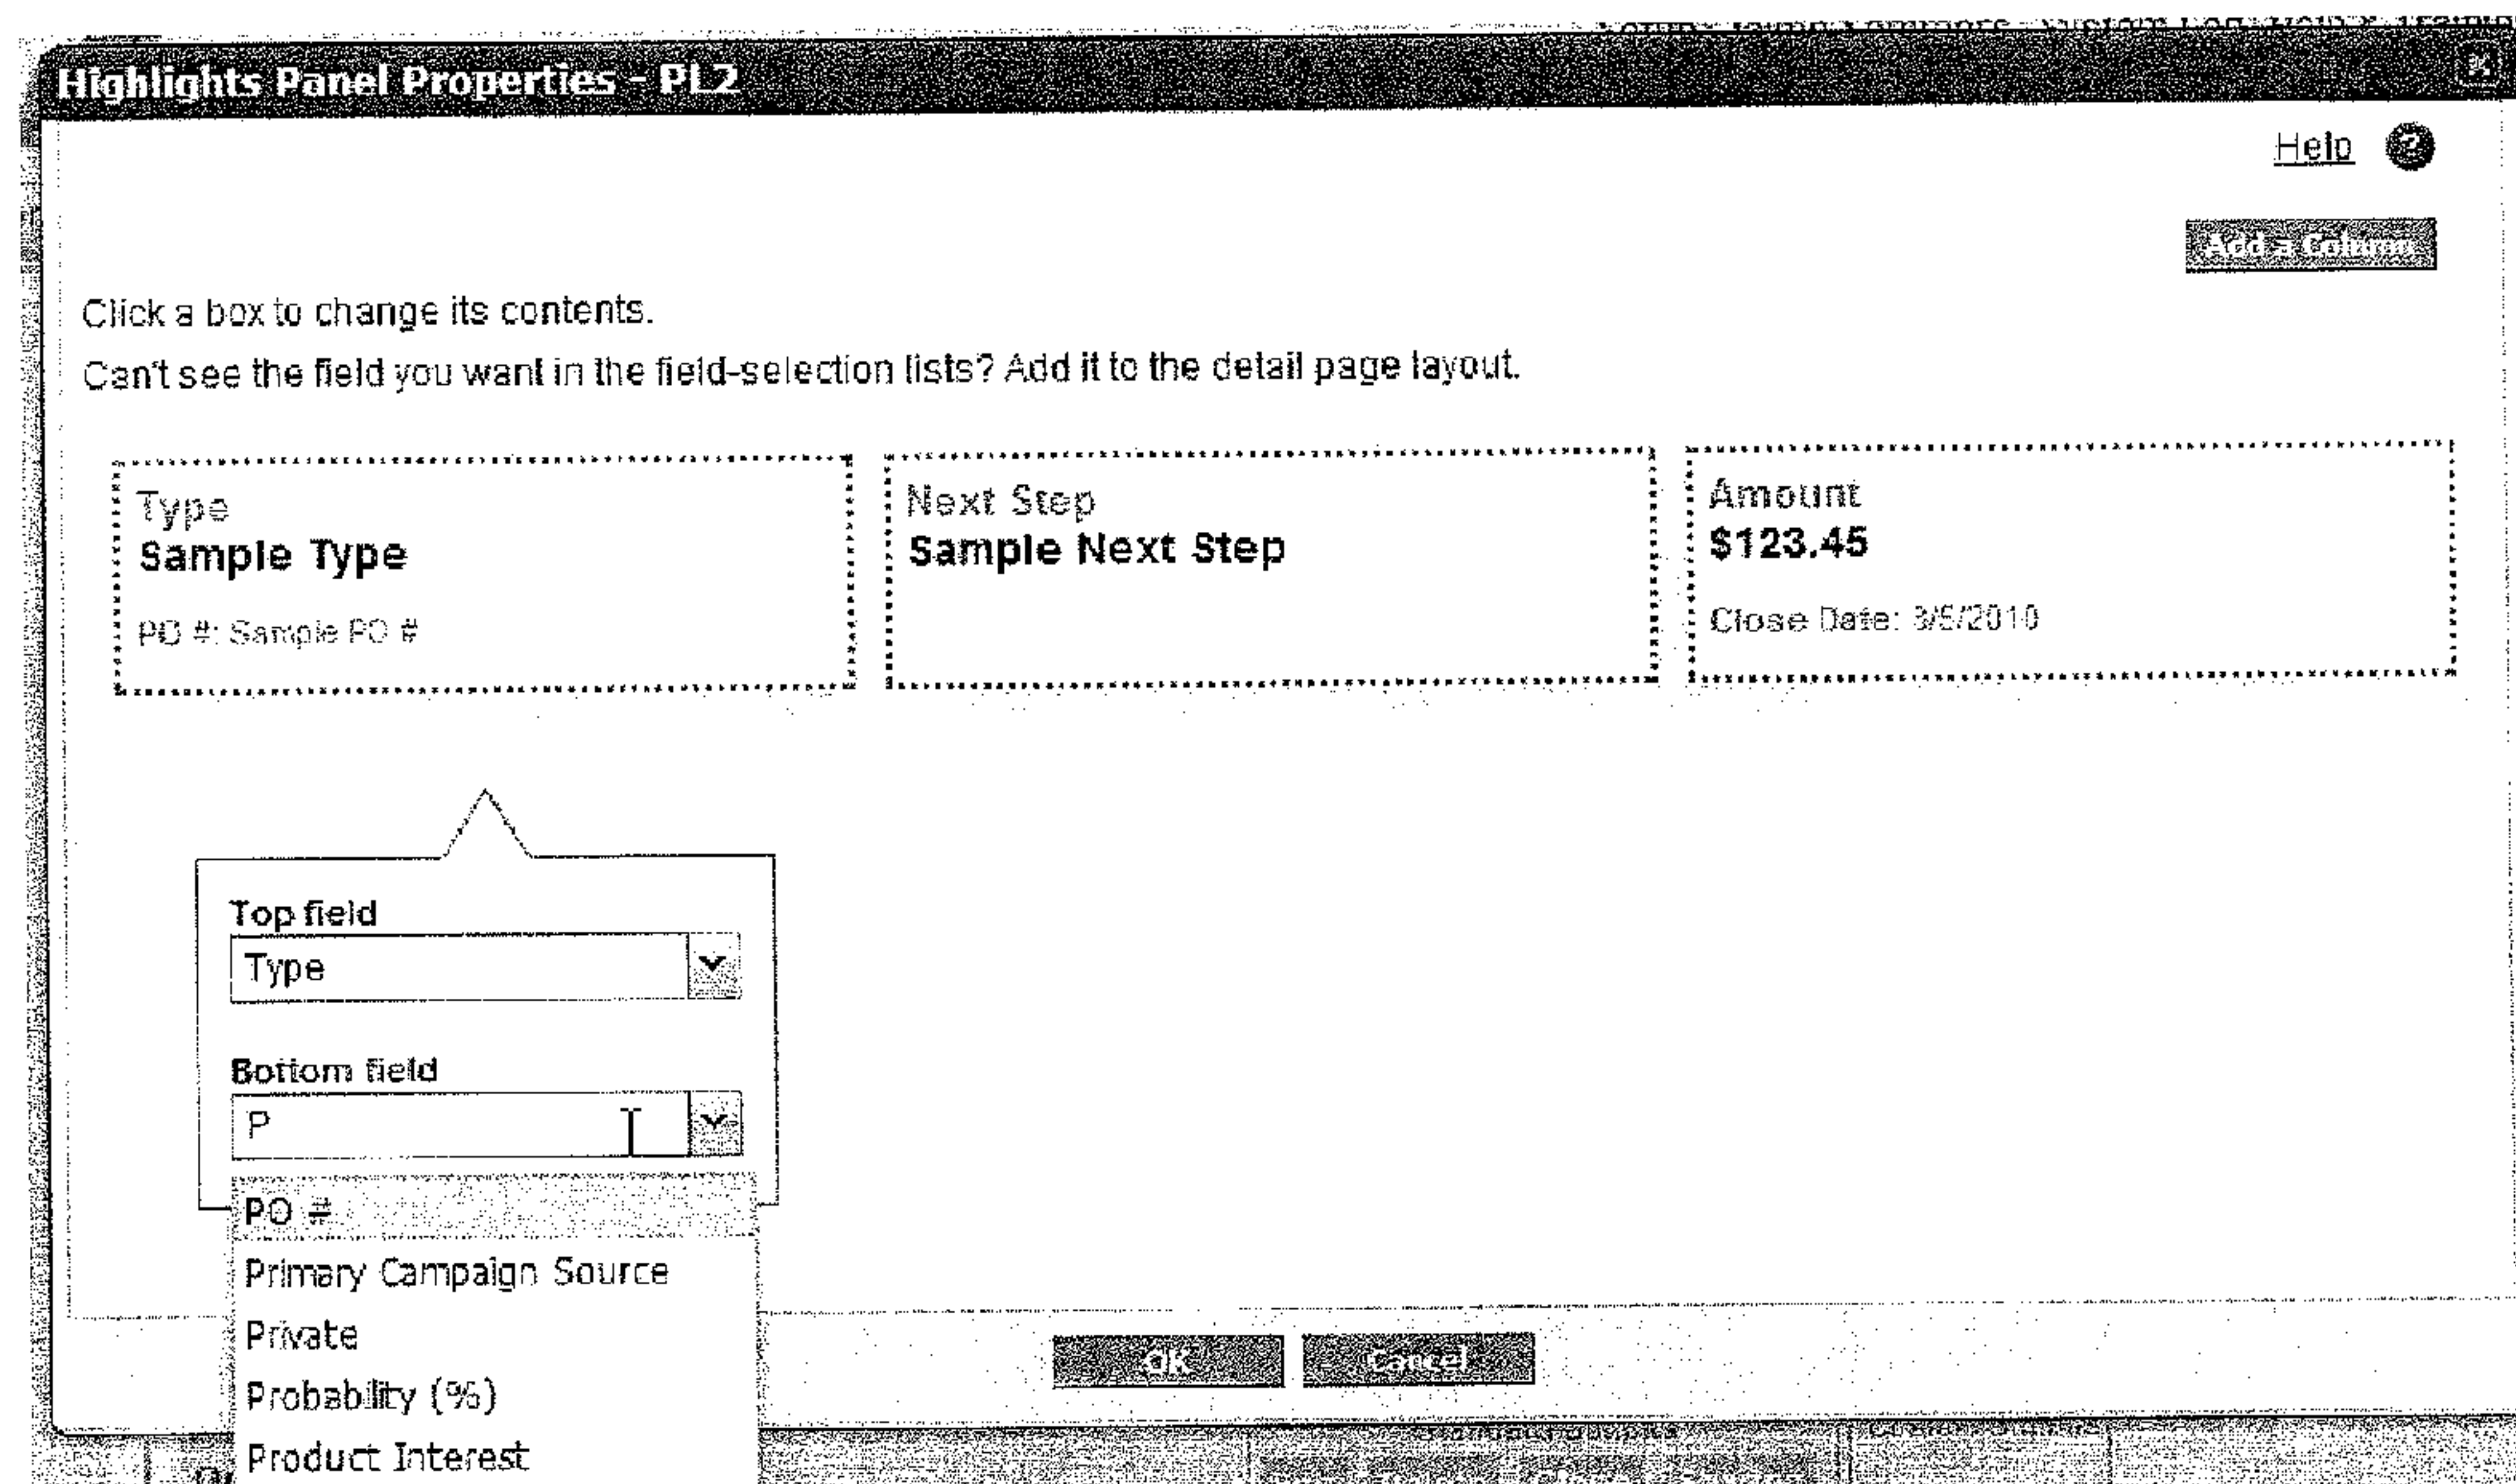 Highlights Panel Properties - PL2
Help ?
Add a Column
Click a box to change its contents.
Can't see the field you want in the field-selection lists? Add it to the detail page layout.
Type
Sample Type
PO #: Sample PO #
Next Step
Sample Next Step
Amount
$123.45
Close Date: 3/5/2010
Top field
Type
Bottom field
P
PO #
Primary Campaign Source
Private
Probability (%)
Product Interest
OK
Cancel